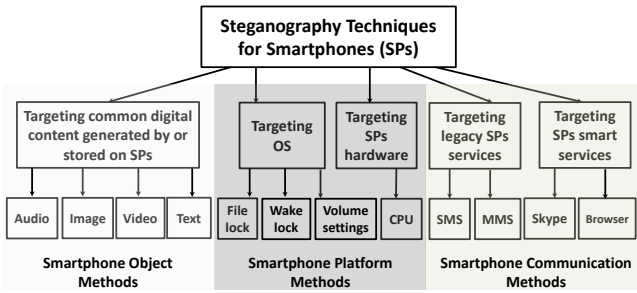 Steganography Techniques
for Smartphones (SPs)
Targeting common digital
content generated by or
stored on SPs
Targeting
OS
Targeting
SPs
hardware
Targeting
legacy SPs
services
Targeting
SPs smart
services
Audio
Image
Video
Text
File
lock
Wake
lock
Volume
settings
CPU
SMS
MMS
Skype
Browser
Smartphone Object
Methods
Smartphone Platform
Methods
Smartphone Communication
Methods